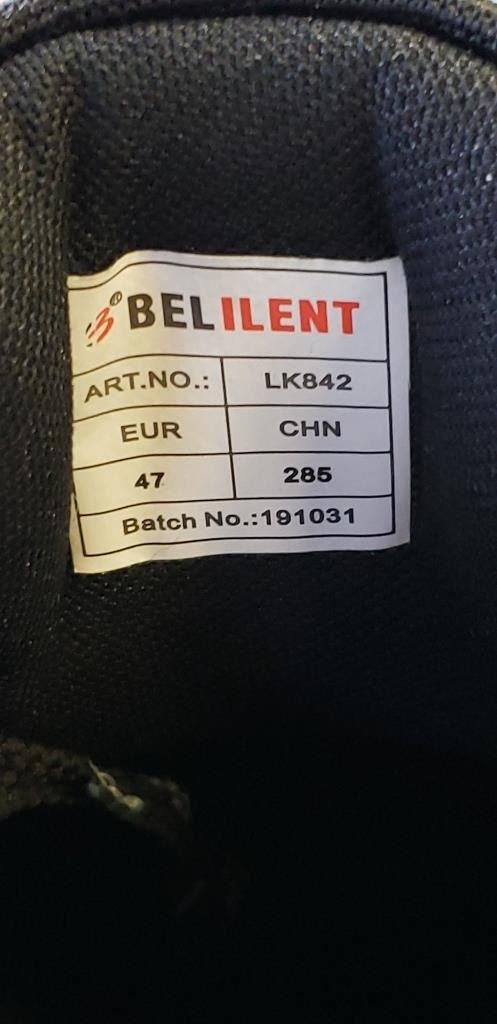 B® BELILENT
ART.NO.: LK842
EUR CHN
47 285
Batch No.:191031